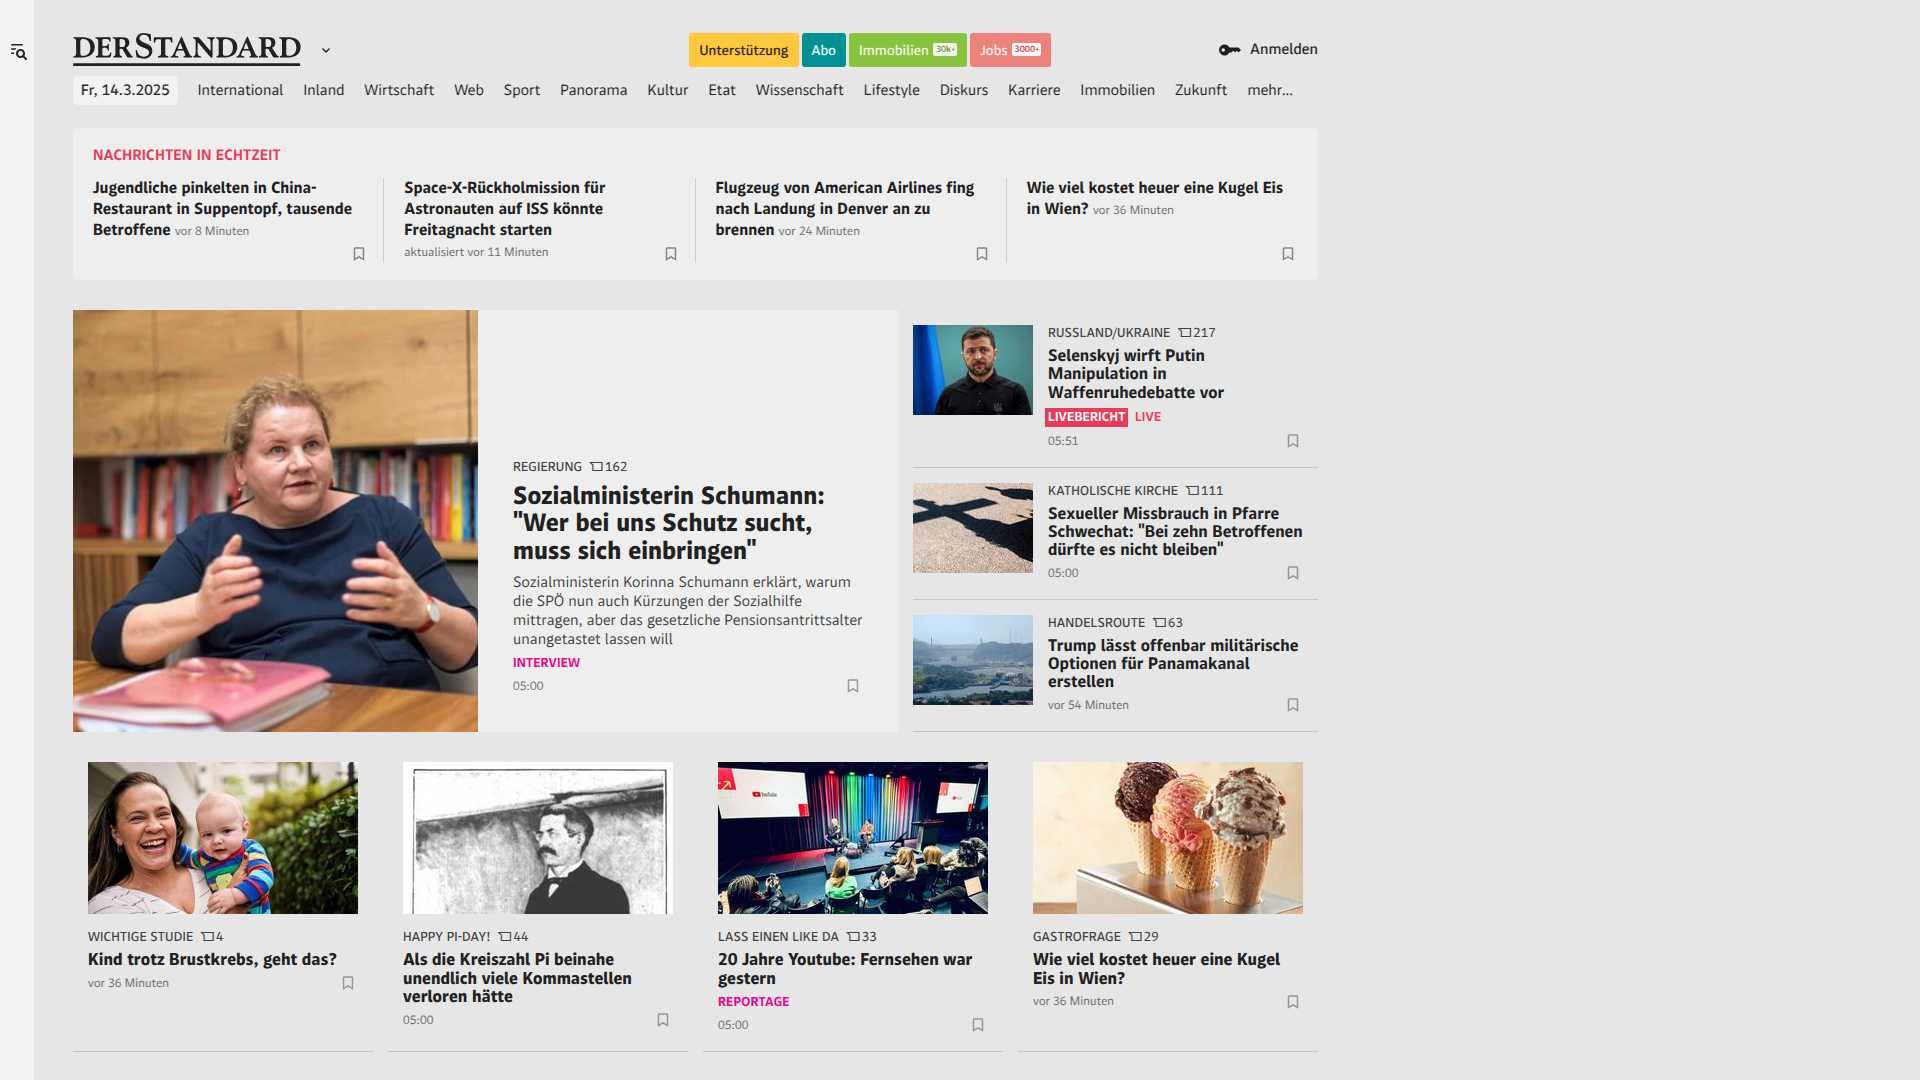 DERSTANDARD
Unterstützung
Abo
Immobilien 30k+
Jobs 3000+
Anmelden
Fr, 14.3.2025
International
Inland
Wirtschaft
Web
Sport
Panorama
Kultur
Etat
Wissenschaft
Lifestyle
Diskurs
Karriere
Immobilien
Zukunft
mehr...
NACHRICHTEN IN ECHTZEIT
Jugendliche pinkelten in China-
Restaurant in Suppentopf, tausende
Betroffene vor 8 Minuten
Space-X-Rückholmission für
Astronauten auf ISS könnte
Freitagnacht starten
aktualisiert vor 11 Minuten
Flugzeug von American Airlines fing
nach Landung in Denver an zu
brennen vor 24 Minuten
Wie viel kostet heuer eine Kugel Eis
in Wien? vor 36 Minuten
REGIERUNG 162
Sozialministerin Schumann:
"Wer bei uns Schutz sucht,
muss sich einbringen"
Sozialministerin Korinna Schumann erklärt, warum
die SPÖ nun auch Kürzungen der Sozialhilfe
mittragen, aber das gesetzliche Pensionsantrittsalter
unangetastet lassen will
INTERVIEW
05:00
RUSSLAND/UKRAINE 217
Selenskyj wirft Putin
Manipulation in
Waffenruhedebatte vor
LIVEBERICHT LIVE
05:51
KATHOLISCHE KIRCHE 111
Sexueller Missbrauch in Pfarre
Schwechat: "Bei zehn Betroffenen
dürfte es nicht bleiben"
05:00
HANDELSROUTE 63
Trump lässt offenbar militärische
Optionen für Panamakanal
erstellen
vor 54 Minuten
WICHTIGE STUDIE 4
Kind trotz Brustkrebs, geht das?
vor 36 Minuten
HAPPY PI-DAY! 44
Als die Kreiszahl Pi beinahe
unendlich viele Kommastellen
verloren hätte
05:00
YouTube
LASS EINEN LIKE DA 33
20 Jahre Youtube: Fernsehen war
gestern
REPORTAGE
05:00
GASTROFRAGE 29
Wie viel kostet heuer eine Kugel
Eis in Wien?
vor 36 Minuten